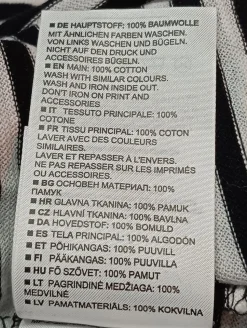 ■ DE HAUPTSTOFF: 100% BAUMWOLLE
MIT ÄHNLICHEN FARBEN WASCHEN.
VON LINKS WASCHEN UND BÜGELN.
NICHT AUF DEN DRUCK UND
ACCESSOIRES BÜGELN.
■ EN MAIN: 100% COTTON
WASH WITH SIMILAR COLOURS.
WASH AND IRON INSIDE OUT.
DON'T IRON ON PRINT AND
ACCESSORIES
■ IT TESSUTO PRINCIPALE: 100%
COTONE
■ FR TISSU PRINCIPAL: 100% COTON
LAVER AVEC DES COULEURS
SIMILAIRES.
LAVER ET REPASSER À L'ENVERS.
NE PAS REPASSER SUR LES IMPRIMÉS
OU ACCESSOIRES.
■ BG ОСНОВЕН МАТЕРИАЛ: 100%
ПАМУК
■ HR GLAVNA TKANINA: 100% PAMUK
■ CZ HLAVNÍ TKANINA: 100% BAVLNA
■ DA HOVEDSTOF: 100% BOMULD
■ ES TELA PRINCIPAL: 100% ALGODÓN
■ ET PÕHIKANGAS: 100% PUUVILL
■ FI PÄÄKANGAS: 100% PUUVILLA
■ HU FŐ SZÖVET: 100% PAMUT
■ LT PAGRINDINĖ MEDŽIAGA: 100%
MEDVILNĖ
■ LV PAMATMATERIĀLS: 100% KOKVILNA